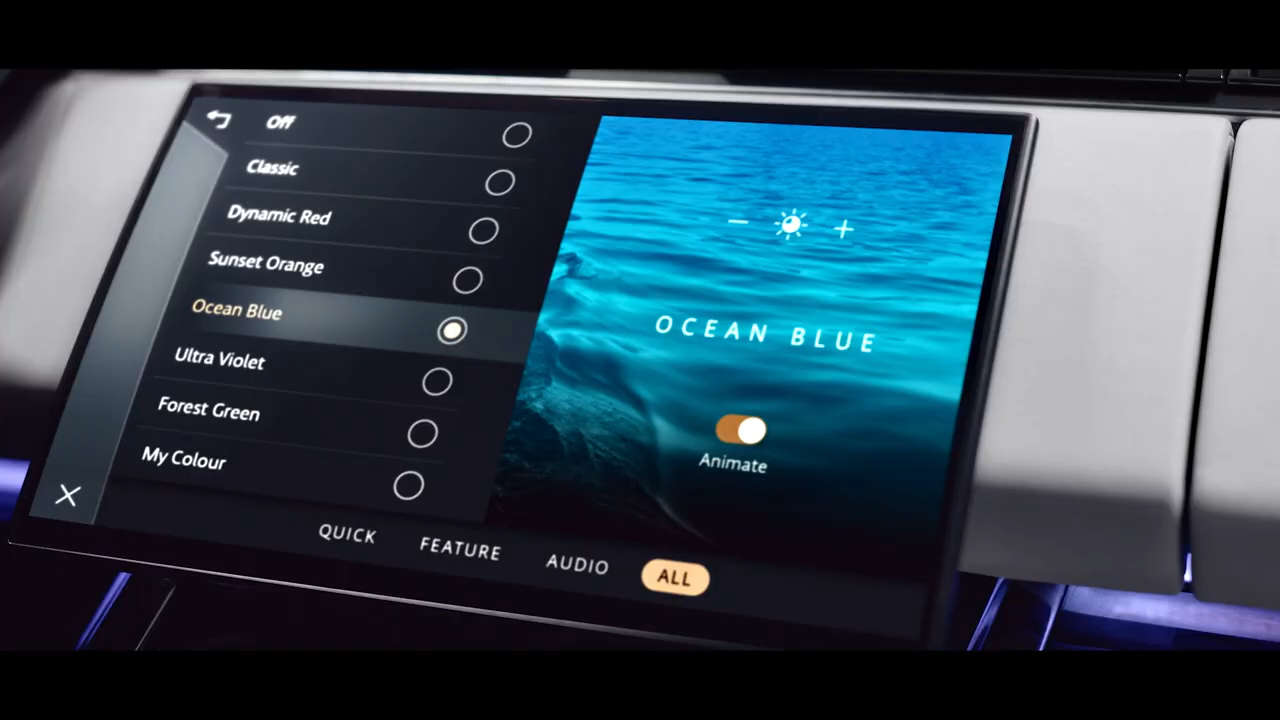 Off
Classic
Dynamic Red
Sunset Orange
Ocean Blue
Ultra Violet
Forest Green
My Colour
OCEAN BLUE
Animate
QUICK FEATURE AUDIO ALL